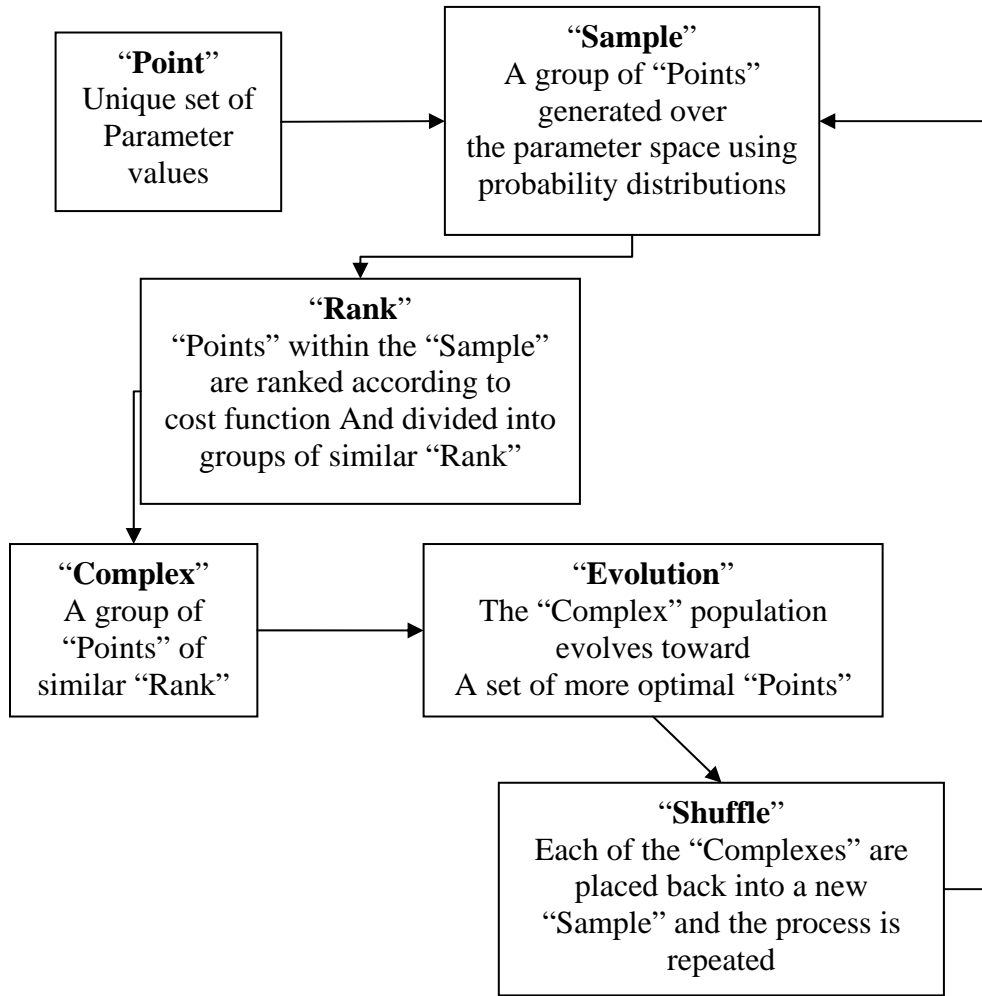 “Point”
Unique set of
Parameter
values
“Sample”
A group of “Points”
generated over
the parameter space using
probability distributions
“Rank”
“Points” within the “Sample”
are ranked according to
cost function And divided into
groups of similar “Rank”
“Complex”
A group of
“Points” of
similar “Rank”
“Evolution”
The “Complex” population
evolves toward
A set of more optimal “Points”
“Shuffle”
Each of the “Complexes” are
placed back into a new
“Sample” and the process is
repeated